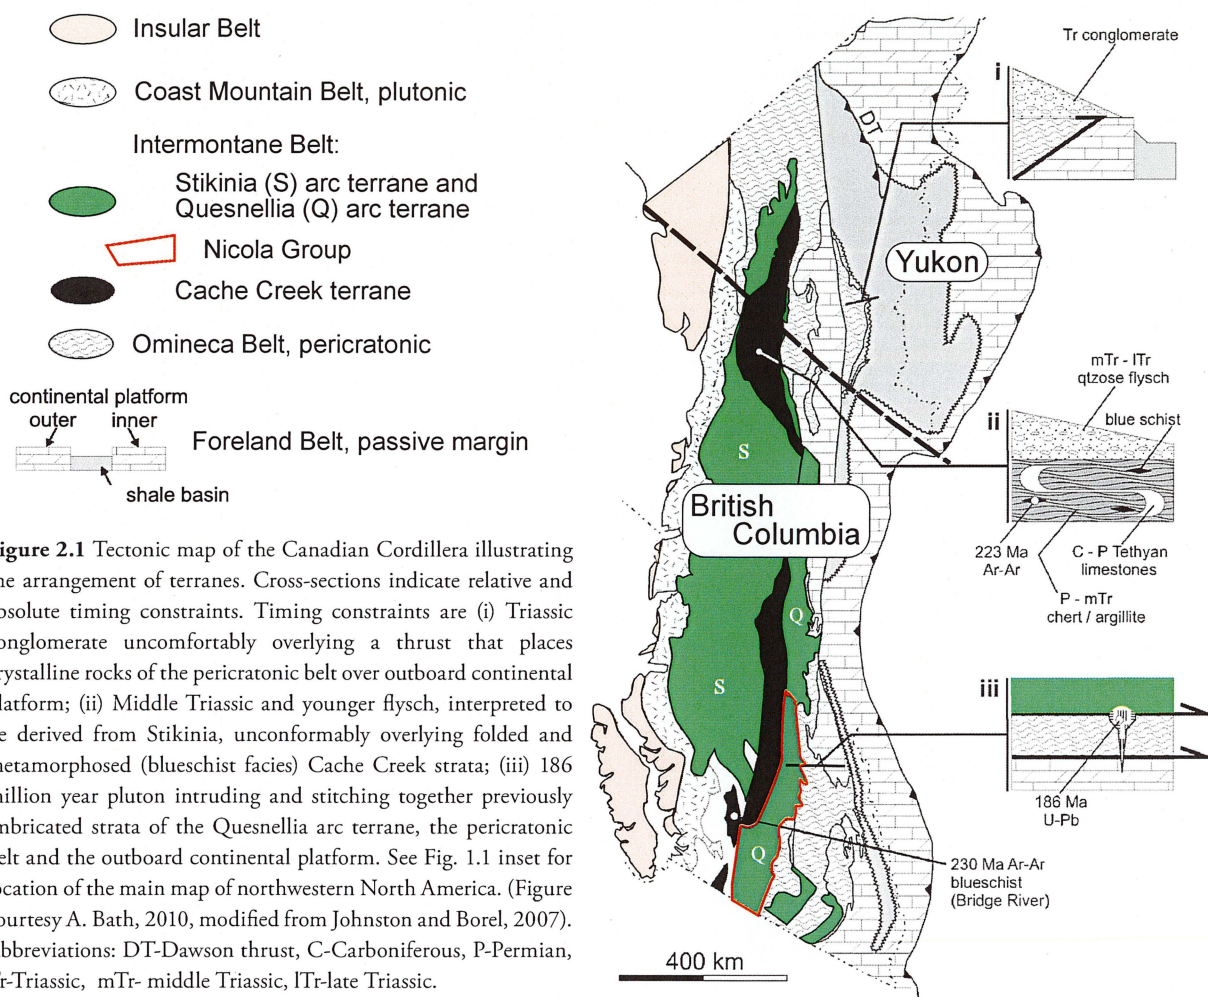 Insular Belt
Coast Mountain Belt, plutonic
Intermontane Belt:
Stikinia (S) arc terrane and
Quesnellia (Q) arc terrane
Nicola Group
Cache Creek terrane
Omineca Belt, pericratonic
continental platform
outer inner
Foreland Belt, passive margin
shale basin
igure 2.1 Tectonic map of the Canadian Cordillera illustrating
he arrangement of terranes. Cross-sections indicate relative and
bsolute timing constraints. Timing constraints are (i) Triassic
onglomerate uncomfortably overlying a thrust that places
rystalline rocks of the pericratonic belt over outboard continental
latform; (ii) Middle Triassic and younger flysch, interpreted to
e derived from Stikinia, unconformably overlying folded and
metamorphosed (blueschist facies) Cache Creek strata; (iii) 186
illion year pluton intruding and stitching together previously
mbricated strata of the Quesnellia arc terrane, the pericratonic
elt and the outboard continental platform. See Fig. 1.1 inset for
ocation of the main map of northwestern North America. (Figure
ourtesy A. Bath, 2010, modified from Johnston and Borel, 2007).
bbreviations: DT-Dawson thrust, C-Carboniferous, P-Permian,
r-Triassic, mTr- middle Triassic, lTr-late Triassic.
DT
Yukon
S
British
Columbia
Q
S
Q
400 km
i
Tr conglomerate
ii
mTr - lTr
qtzose flysch
blue schist
223 Ma
Ar-Ar
C - P Tethyan
limestones
P - mTr
chert / argillite
iii
186 Ma
U-Pb
230 Ma Ar-Ar
blueschist
(Bridge River)